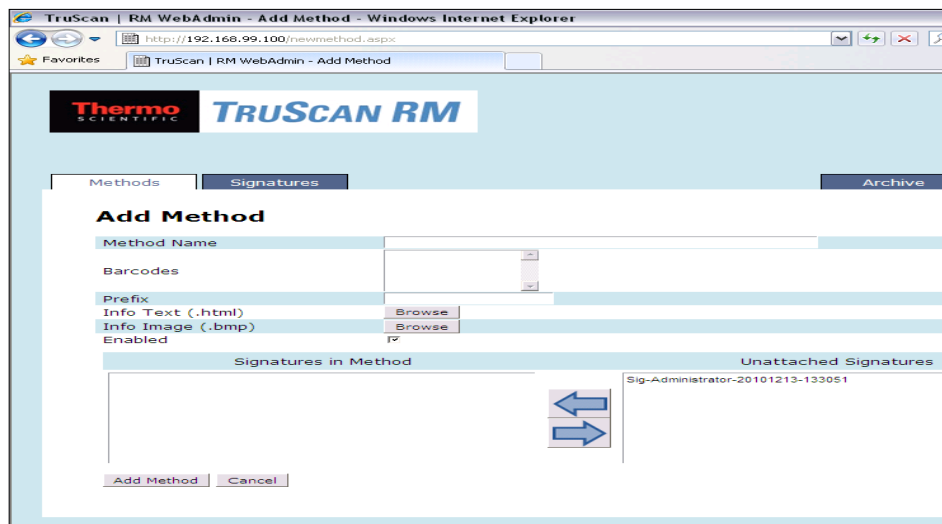 TruScan | RM WebAdmin - Add Method - Windows Internet Explorer
http://192.168.99.100/newmethod.aspx
Favorites TruScan | RM WebAdmin - Add Method
Thermo
SCIENTIFIC
TRUSCAN RM
Methods Signatures Archive
Add Method
Method Name
Barcodes
Prefix
Info Text (.html) Browse
Info Image (.bmp) Browse
Enabled
Signatures in Method Unattached Signatures
Sig-Administrator-20101213-133051
Add Method Cancel